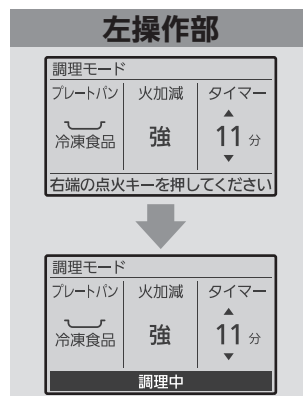 左操作部
調理モード
プレートパン 火加減 タイマー
冷凍食品 強 11 分
右端の点火キーを押してください
調理モード
プレートパン 火加減 タイマー
冷凍食品 強 11 分
調理中